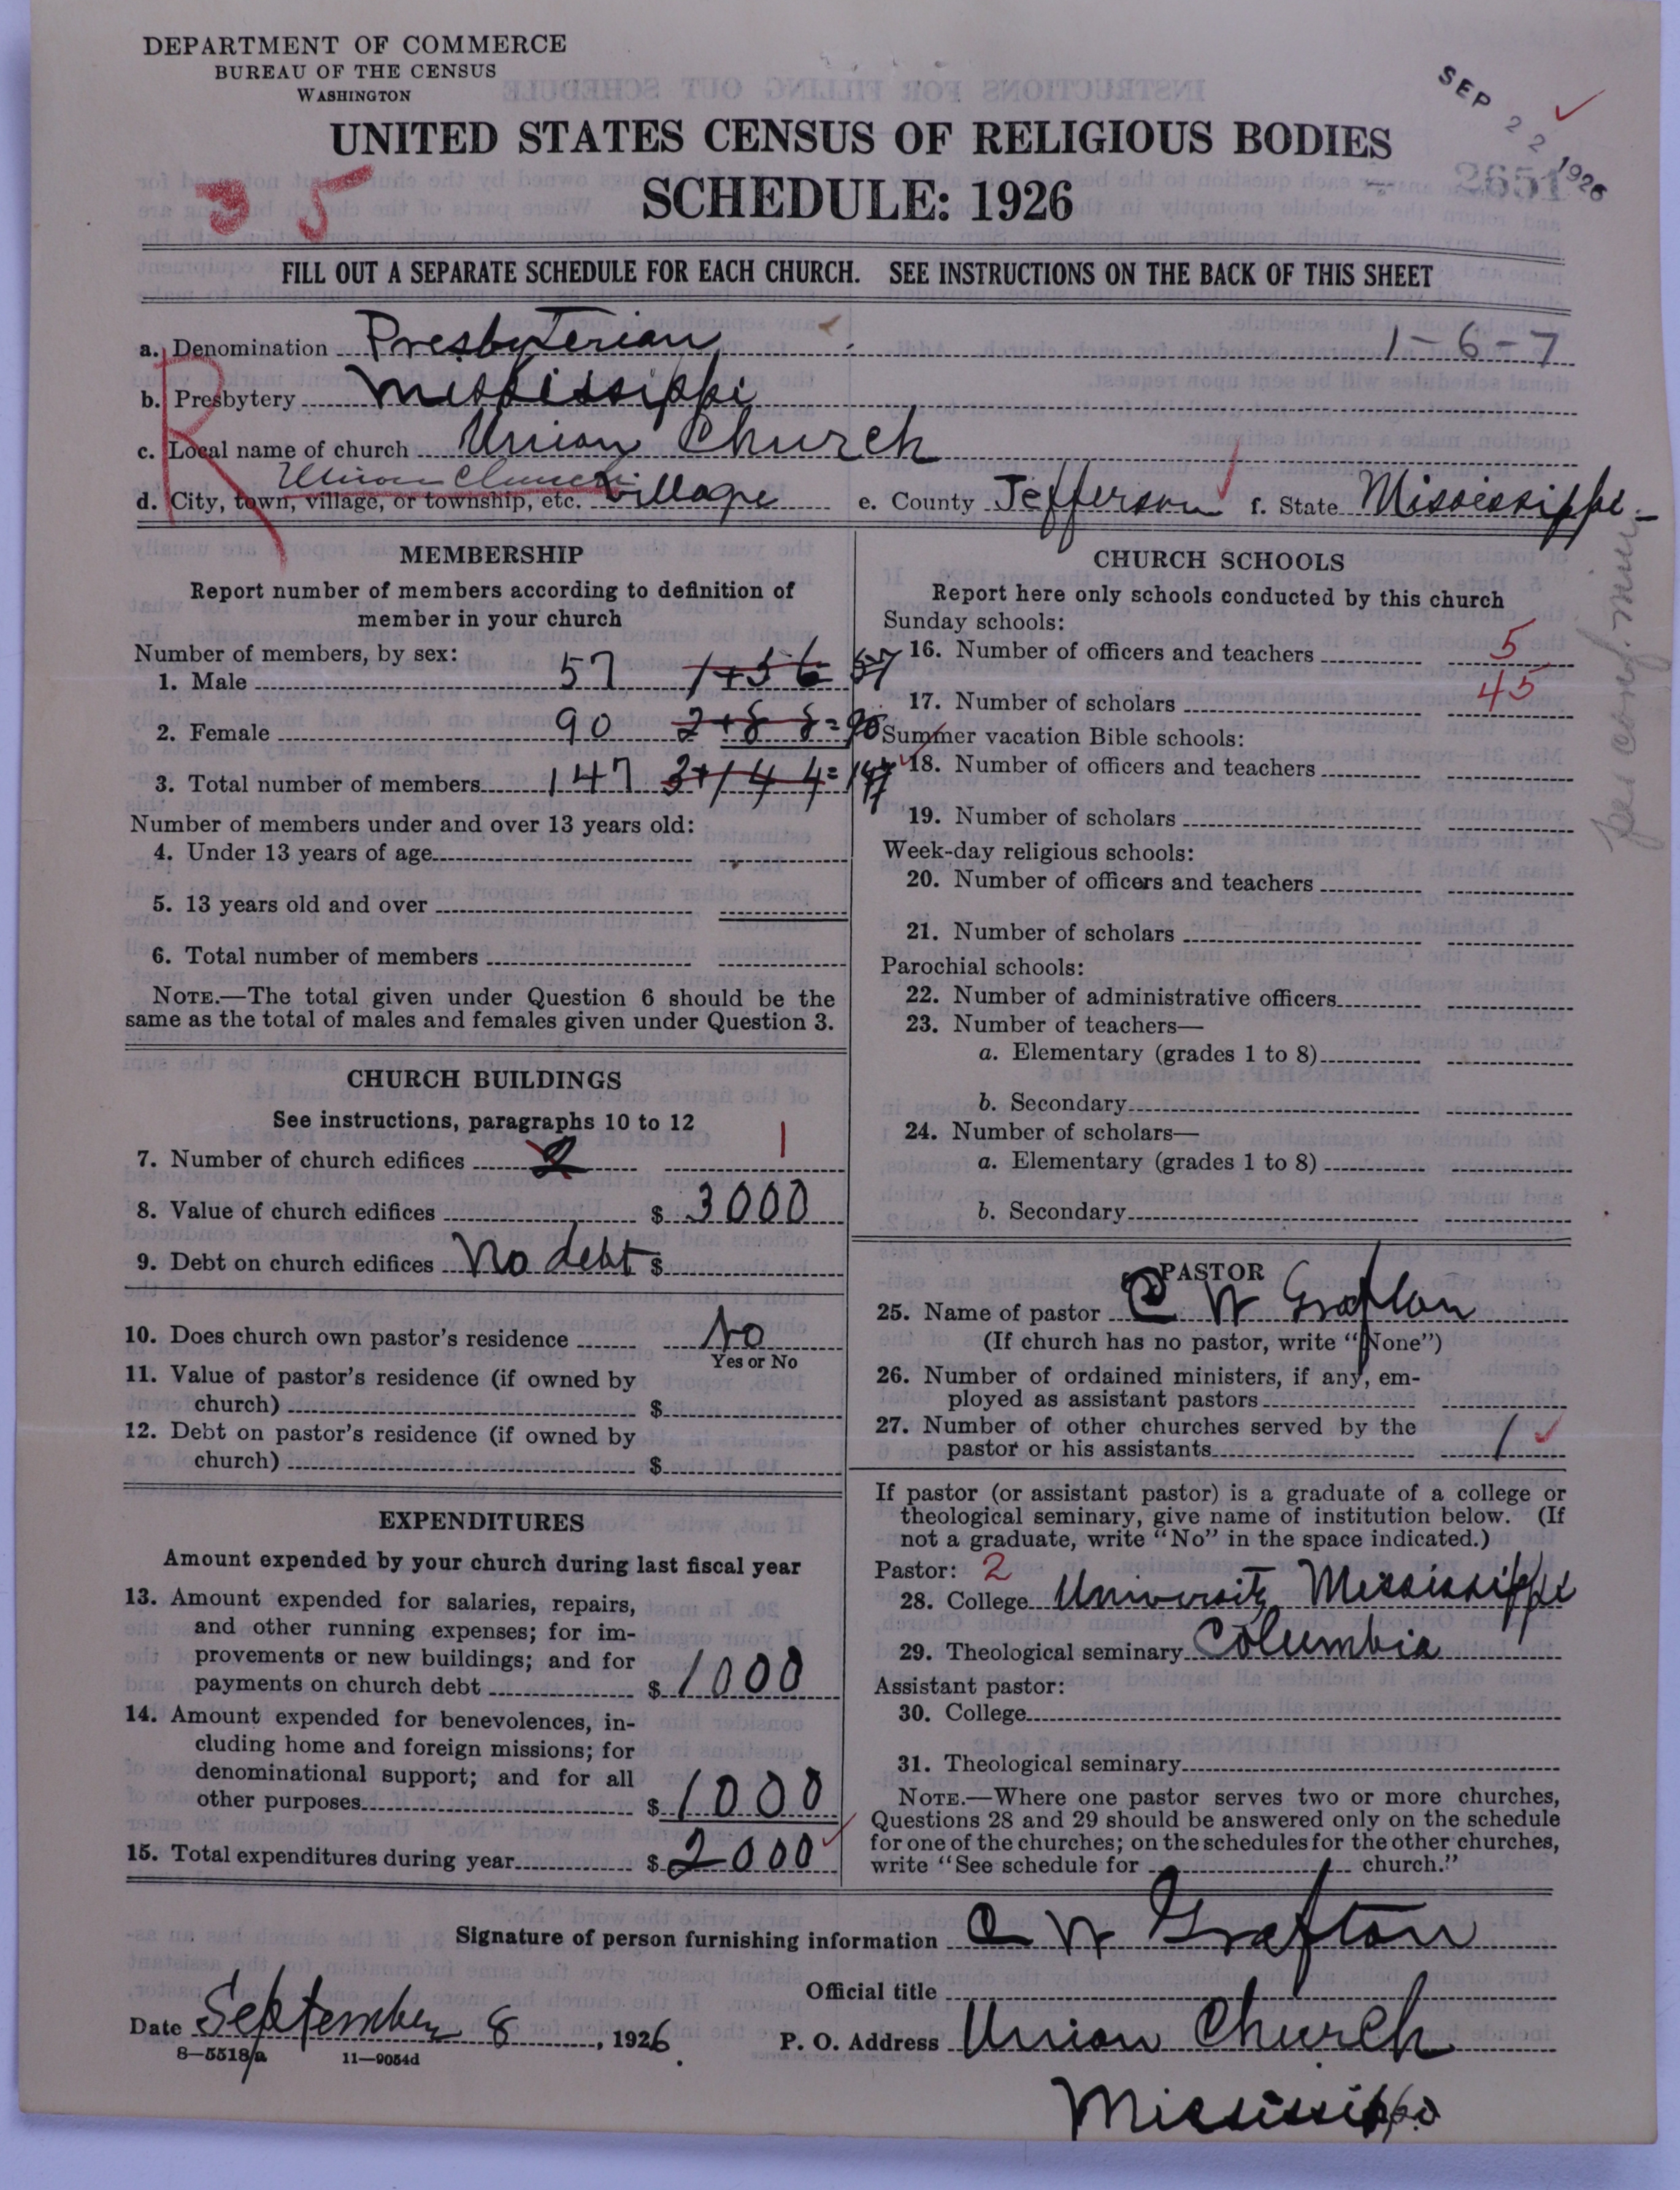 DEPARTMENT OF COMMERCE
BUREAU OF THE CENSUS
WASHINGTON
SEP 22 1926
2651
UNITED STATES CENSUS OF RELIGIOUS BODIES
SCHEDULE: 1926
35
FILL OUT A SEPARATE SCHEDULE FOR EACH CHURCH. SEE INSTRUCTIONS ON THE BACK OF THIS SHEET
a. Denomination Presbyterian 1-6-7
b. Presbytery Mississippi
c. Local name of church Union Church
Union Church
d. City, town, village, or township, etc. village e. County Jefferson f. State Mississippi
R
MEMBERSHIP
Report number of members according to definition of
member in your church
Number of members, by sex:
1. Male 57 1+56 57
2. Female 90 2+88=90
3. Total number of members 147 3+144=147
Number of members under and over 13 years old:
4. Under 13 years of age
5. 13 years old and over
6. Total number of members
NOTE.—The total given under Question 6 should be the
same as the total of males and females given under Question 3.
CHURCH BUILDINGS
See instructions, paragraphs 10 to 12
7. Number of church edifices 2 1
8. Value of church edifices $ 3000
9. Debt on church edifices No debt $
10. Does church own pastor's residence No
Yes or No
11. Value of pastor's residence (if owned by
church) $
12. Debt on pastor's residence (if owned by
church) $
EXPENDITURES
Amount expended by your church during last fiscal year
13. Amount expended for salaries, repairs,
and other running expenses; for im-
provements or new buildings; and for
payments on church debt $ 1000
14. Amount expended for benevolences, in-
cluding home and foreign missions; for
denominational support; and for all
other purposes $ 1000
15. Total expenditures during year $ 2000
CHURCH SCHOOLS
Report here only schools conducted by this church
Sunday schools:
16. Number of officers and teachers 5
17. Number of scholars 45
Summer vacation Bible schools:
18. Number of officers and teachers
19. Number of scholars
Week-day religious schools:
20. Number of officers and teachers
21. Number of scholars
Parochial schools:
22. Number of administrative officers
23. Number of teachers—
a. Elementary (grades 1 to 8)
b. Secondary
24. Number of scholars—
a. Elementary (grades 1 to 8)
b. Secondary
PASTOR
25. Name of pastor C W Grafton
(If church has no pastor, write "None")
26. Number of ordained ministers, if any, em-
ployed as assistant pastors
27. Number of other churches served by the
pastor or his assistants 1
If pastor (or assistant pastor) is a graduate of a college or
theological seminary, give name of institution below. (If
not a graduate, write "No" in the space indicated.)
Pastor: 2
28. College University Mississippi
29. Theological seminary Columbia
Assistant pastor:
30. College
31. Theological seminary
NOTE.—Where one pastor serves two or more churches,
Questions 28 and 29 should be answered only on the schedule
for one of the churches; on the schedules for the other churches,
write "See schedule for church."
Signature of person furnishing information C W Grafton
Official title
Date September 8, 1926 P. O. Address Union Church
8—5518a 11—9054d
Mississippi